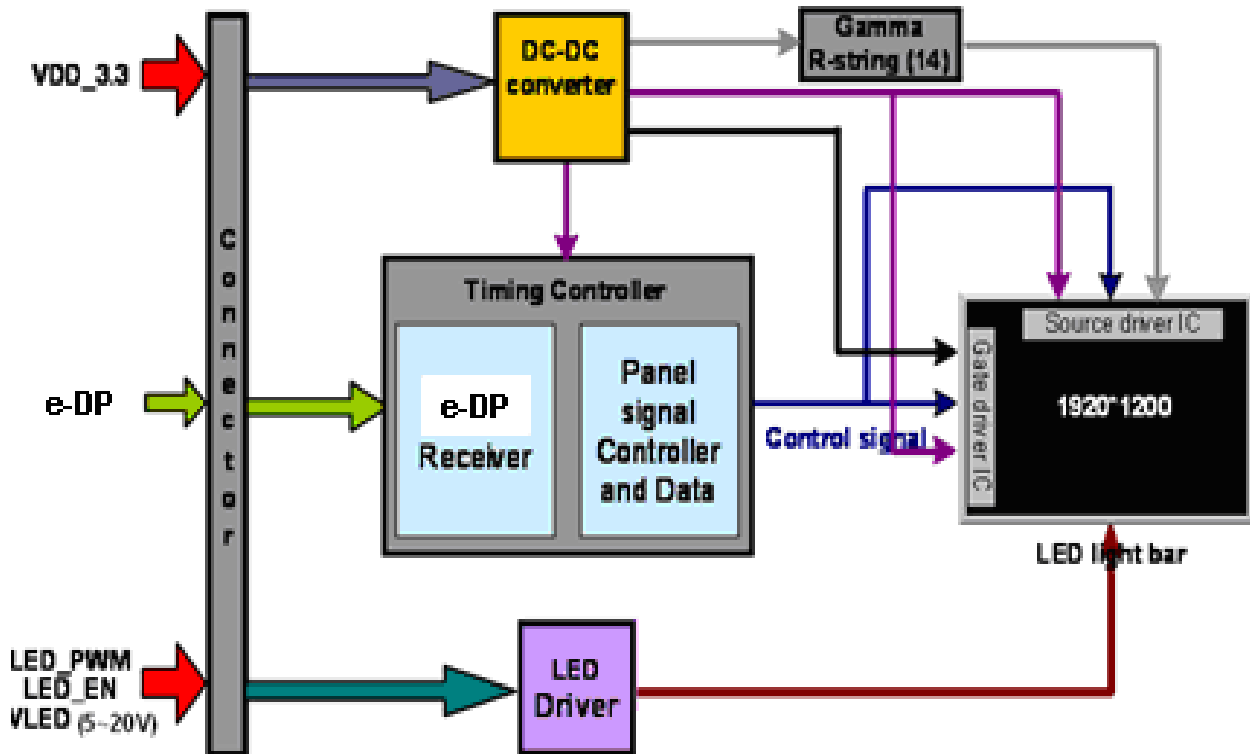 VDD_3.3
Connector
DC-DC
converter
Gamma
R-string (14)
Timing Controller
e-DP
e-DP
Receiver
Panel
signal
Controller
and Data
Control signal
Source driver IC
Gate driver IC
1920*1200
LED light bar
LED_PWM
LED_EN
VLED (5~20V)
LED
Driver